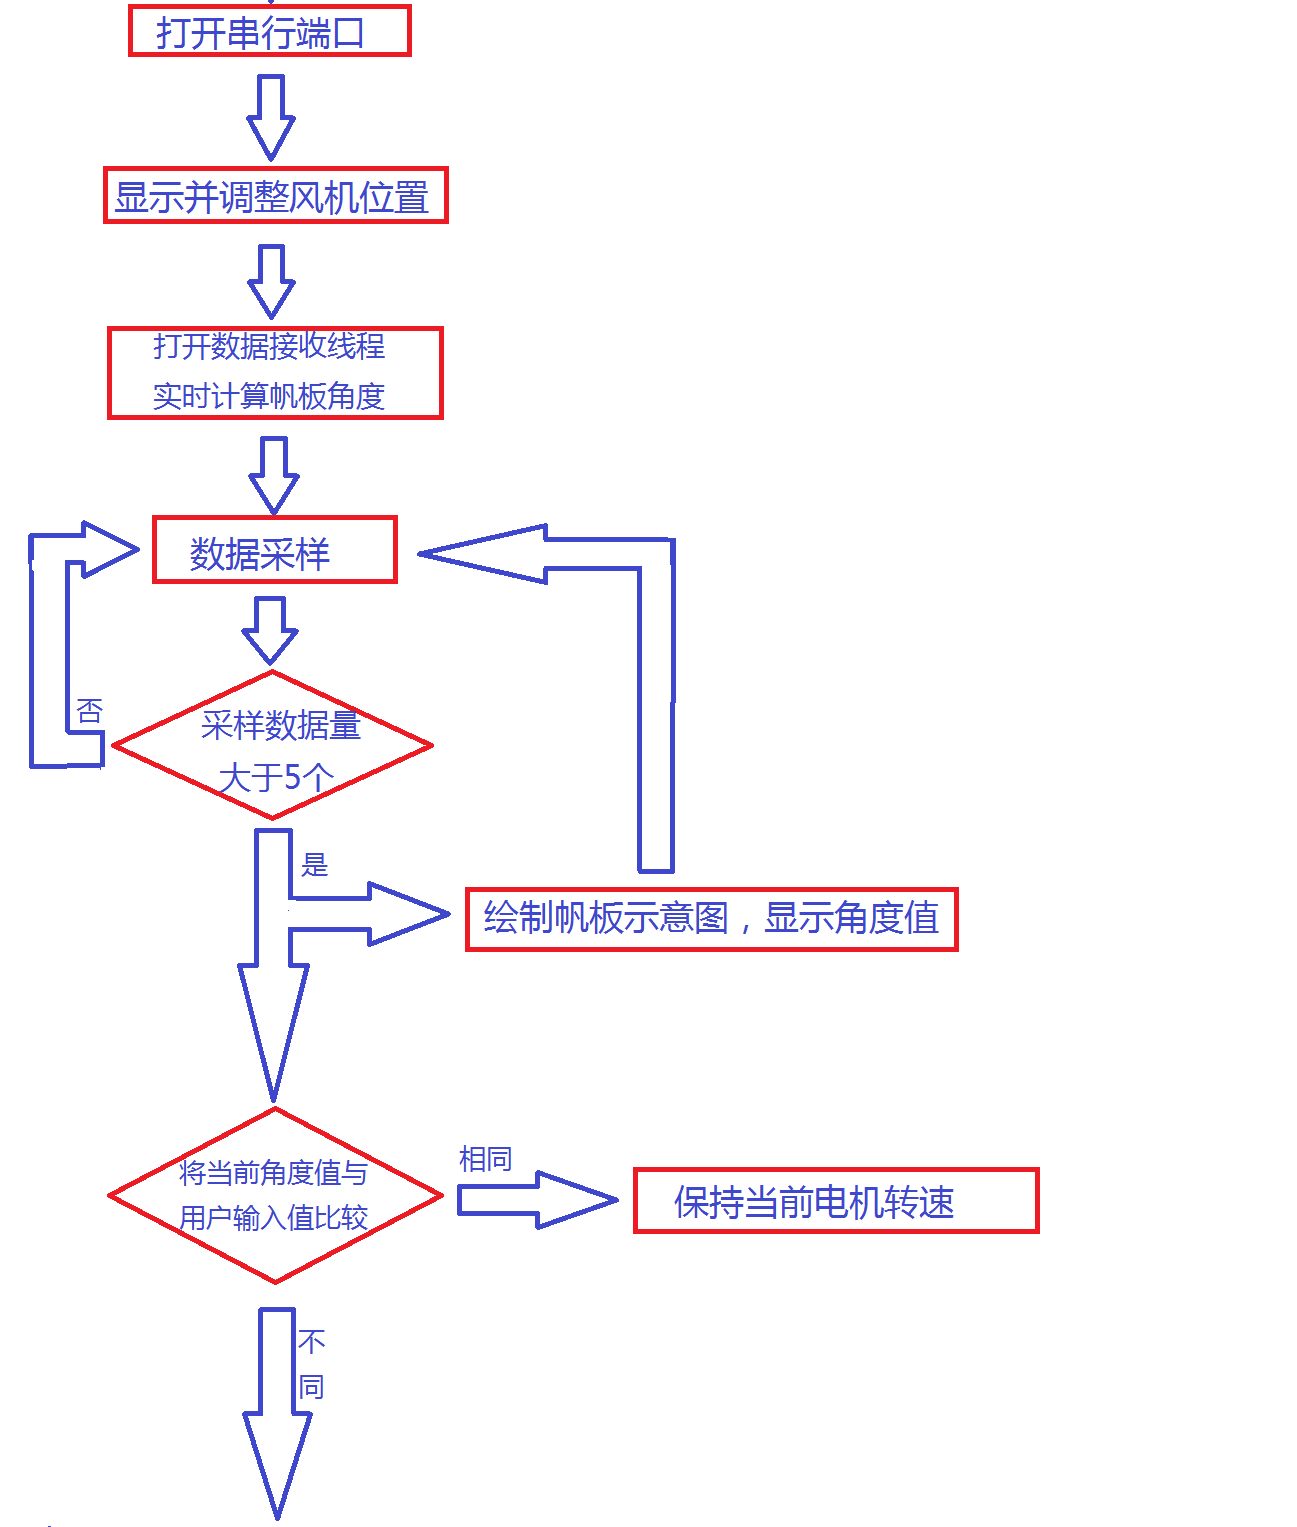 打开串行端口
显示并调整风机位置
打开数据接收线程
实时计算帆板角度
数据采样
否
采样数据量
大于5个
是
绘制帆板示意图，显示角度值
相同
将当前角度值与
用户输入值比较
保持当前电机转速
不
同